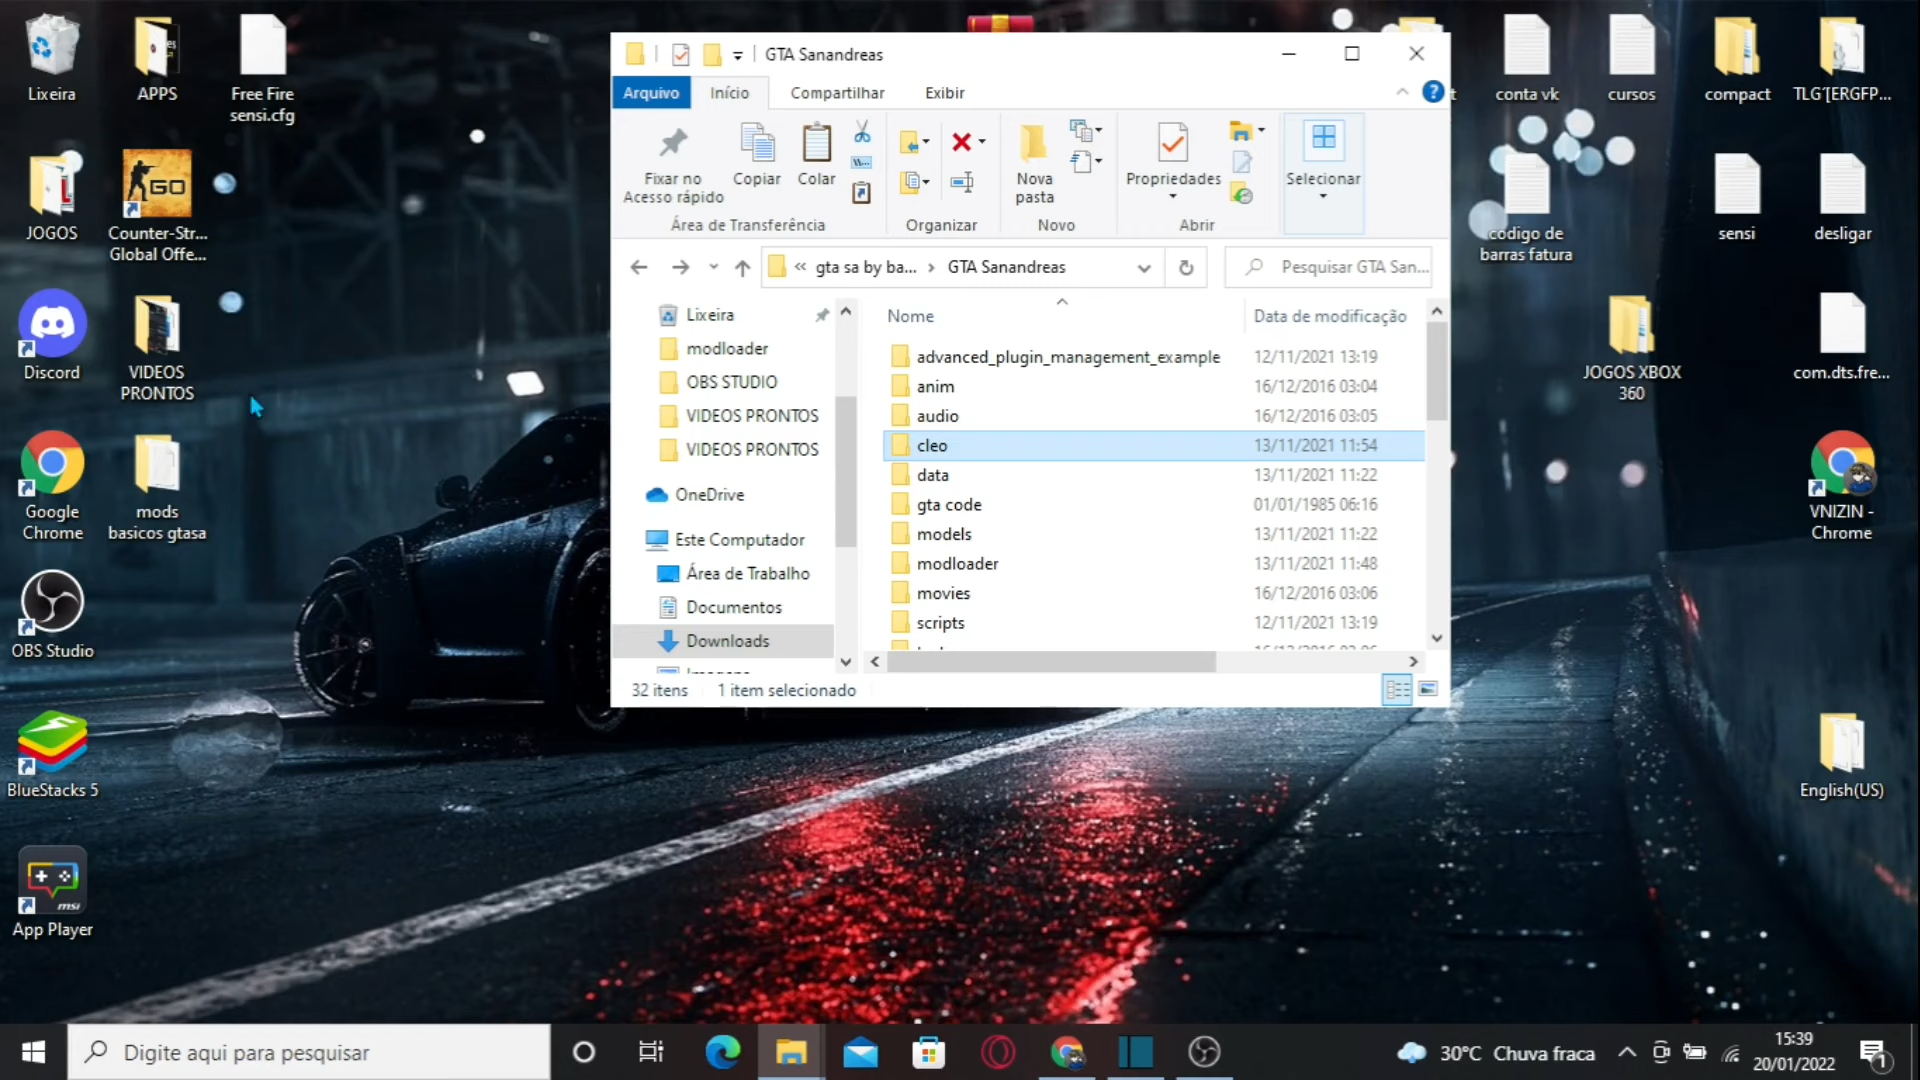 Lixeira
APPS
Free Fire
sensi.cfg
JOGOS
GO
Counter-Str...
Global Offe...
Discord
VIDEOS
PRONTOS
Google
Chrome
mods
basicos gtasa
OBS Studio
BlueStacks 5
msi
App Player
GTA Sanandreas
Arquivo
Início
Compartilhar
Exibir
Fixar no
Acesso rápido
Copiar
Colar
Nova
pasta
Propriedades
Selecionar
Área de Transferência
Organizar
Novo
Abrir
« gta sa by ba... › GTA Sanandreas
Pesquisar GTA San...
Lixeira
modloader
OBS STUDIO
VIDEOS PRONTOS
VIDEOS PRONTOS
OneDrive
Este Computador
Área de Trabalho
Documentos
Downloads
Nome Data de modificação
advanced_plugin_management_example 12/11/2021 13:19
anim 16/12/2016 03:04
audio 16/12/2016 03:05
cleo 13/11/2021 11:54
data 13/11/2021 11:22
gta code 01/01/1985 06:16
models 13/11/2021 11:22
modloader 13/11/2021 11:48
movies 16/12/2016 03:06
scripts 12/11/2021 13:19
32 itens 1 item selecionado
conta vk
cursos
compact
TLG'[ERGFP...
codigo de
barras fatura
sensi
desligar
JOGOS XBOX
360
com.dts.fre...
VNIZIN -
Chrome
English(US)
Digite aqui para pesquisar
30°C Chuva fraca
15:39
20/01/2022
1